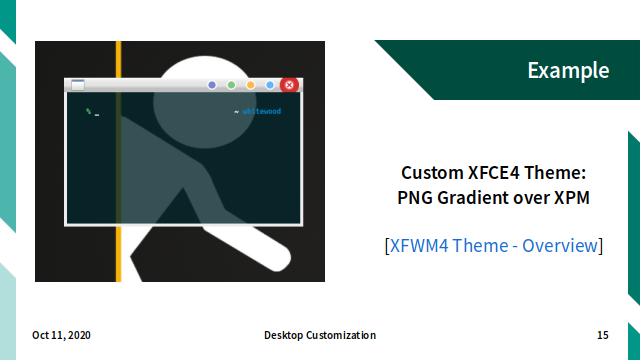 Example
% _
~ whitewood
Custom XFCE4 Theme:
PNG Gradient over XPM
[XFWM4 Theme - Overview]
Oct 11, 2020
Desktop Customization
15